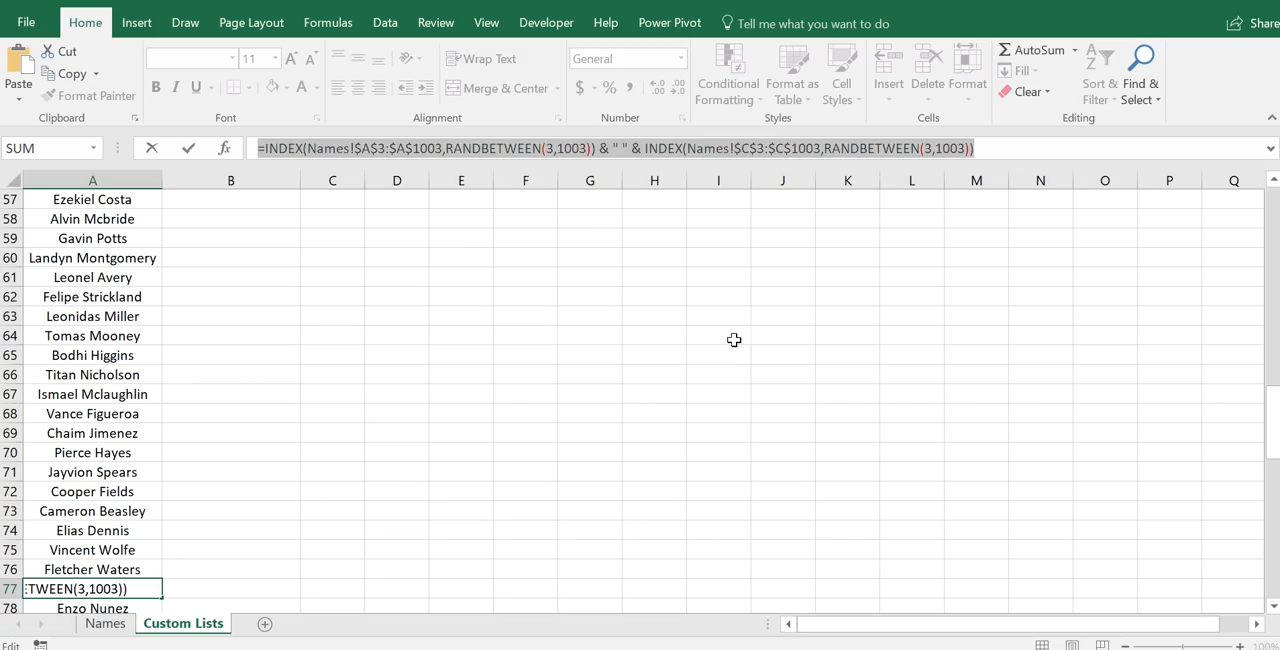 File Home Insert Draw Page Layout Formulas Data Review View Developer Help Power Pivot Tell me what you want to do Share
Paste
Cut
Copy
Format Painter
Clipboard
11 A A
B I U A
Font
Wrap Text
Merge & Center
Alignment
General
$ % ,
Number
Conditional Formatting
Format as Table
Cell Styles
Styles
Insert Delete Format
Cells
AutoSum
Fill
Clear
Sort & Filter
Find & Select
Editing
SUM fx =INDEX(Names!$A$3:$A$1003,RANDBETWEEN(3,1003)) & " " & INDEX(Names!$C$3:$C$1003,RANDBETWEEN(3,1003))
A B C D E F G H I J K L M N O P Q
57 Ezekiel Costa
58 Alvin Mcbride
59 Gavin Potts
60 Landyn Montgomery
61 Leonel Avery
62 Felipe Strickland
63 Leonidas Miller
64 Tomas Mooney
65 Bodhi Higgins
66 Titan Nicholson
67 Ismael Mclaughlin
68 Vance Figueroa
69 Chaim Jimenez
70 Pierce Hayes
71 Jayvion Spears
72 Cooper Fields
73 Cameron Beasley
74 Elias Dennis
75 Vincent Wolfe
76 Fletcher Waters
77 TWEEN(3,1003))
78 Enzo Nunez
Names Custom Lists
Edit 100%